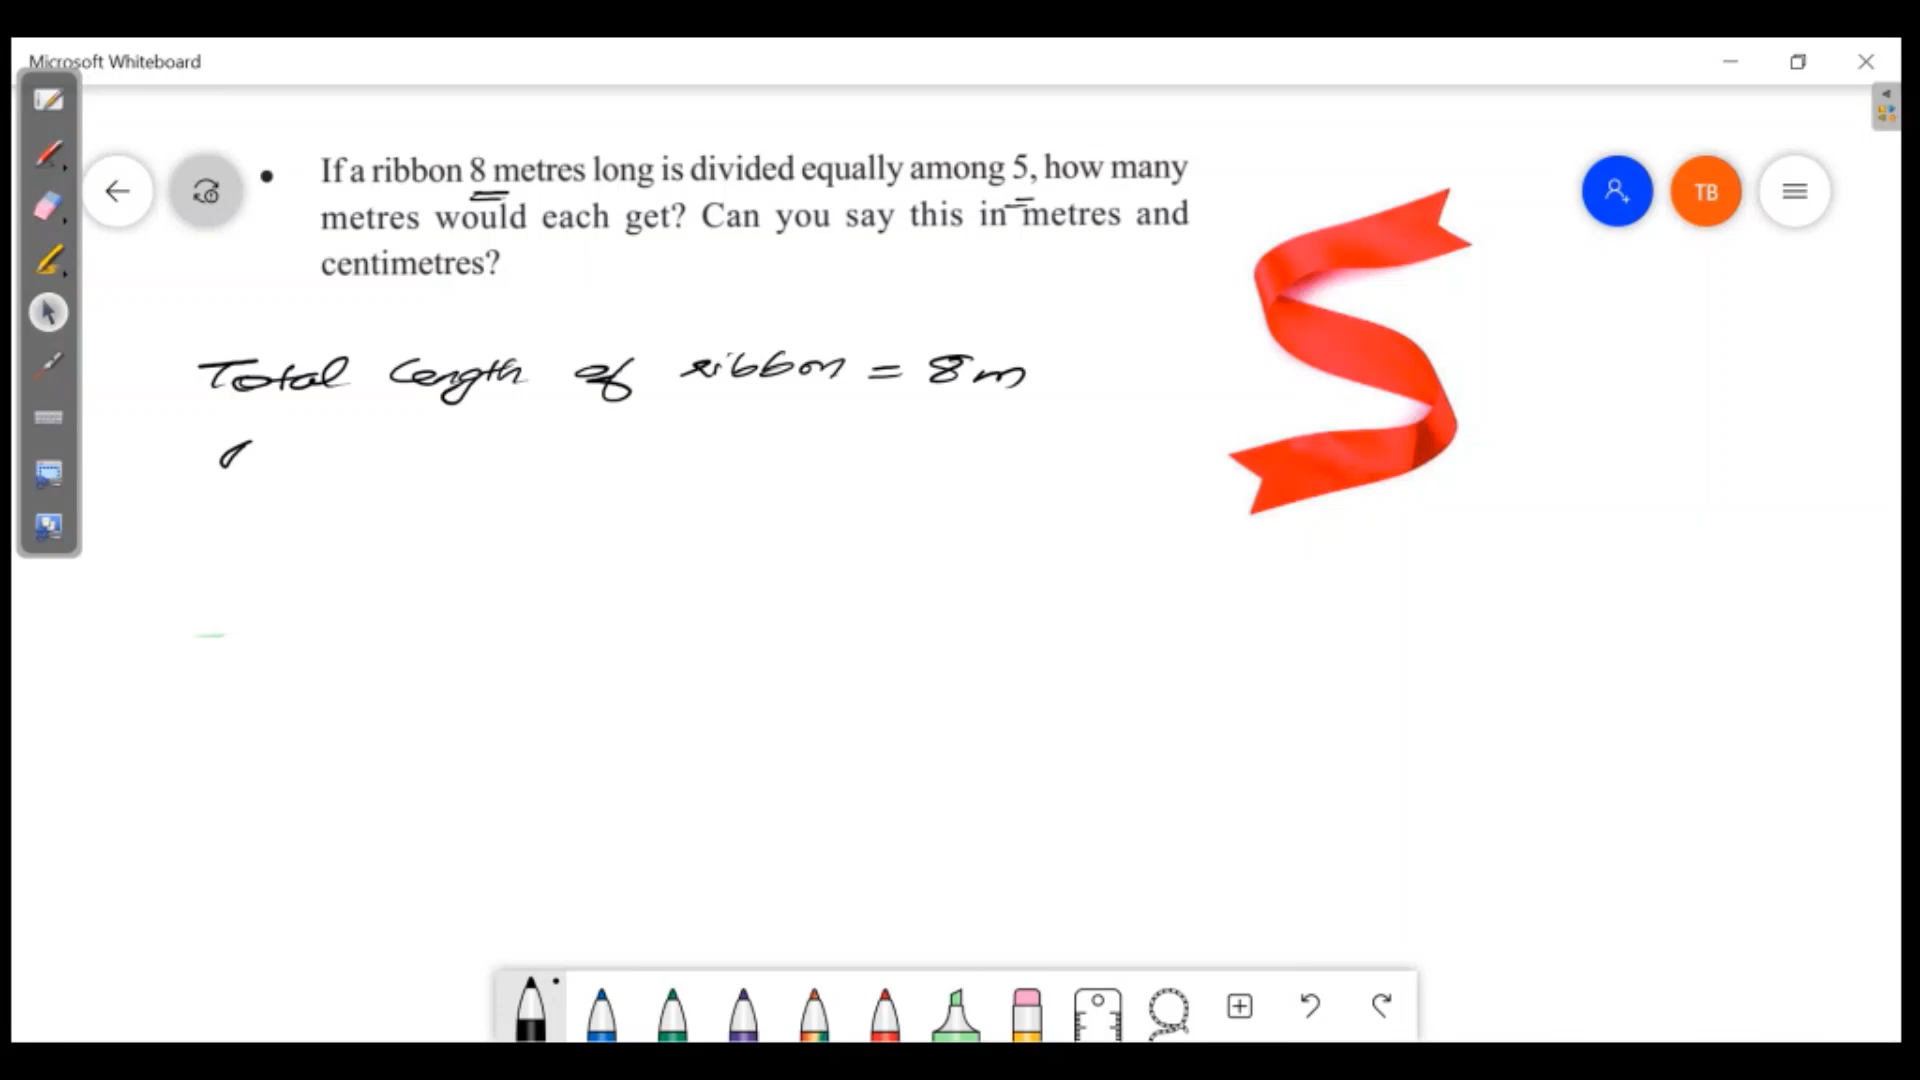 Microsoft Whiteboard
• If a ribbon 8 metres long is divided equally among 5, how many
metres would each get? Can you say this in metres and
centimetres?
TB
Total length of ribbon = 8m